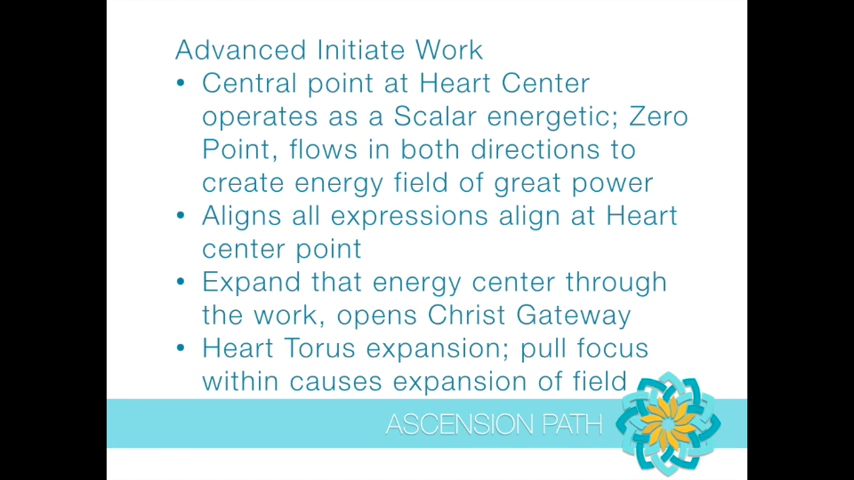 Advanced Initiate Work
• Central point at Heart Center
operates as a Scalar energetic; Zero
Point, flows in both directions to
create energy field of great power
• Aligns all expressions align at Heart
center point
• Expand that energy center through
the work, opens Christ Gateway
• Heart Torus expansion; pull focus
within causes expansion of field
ASCENSION PATH